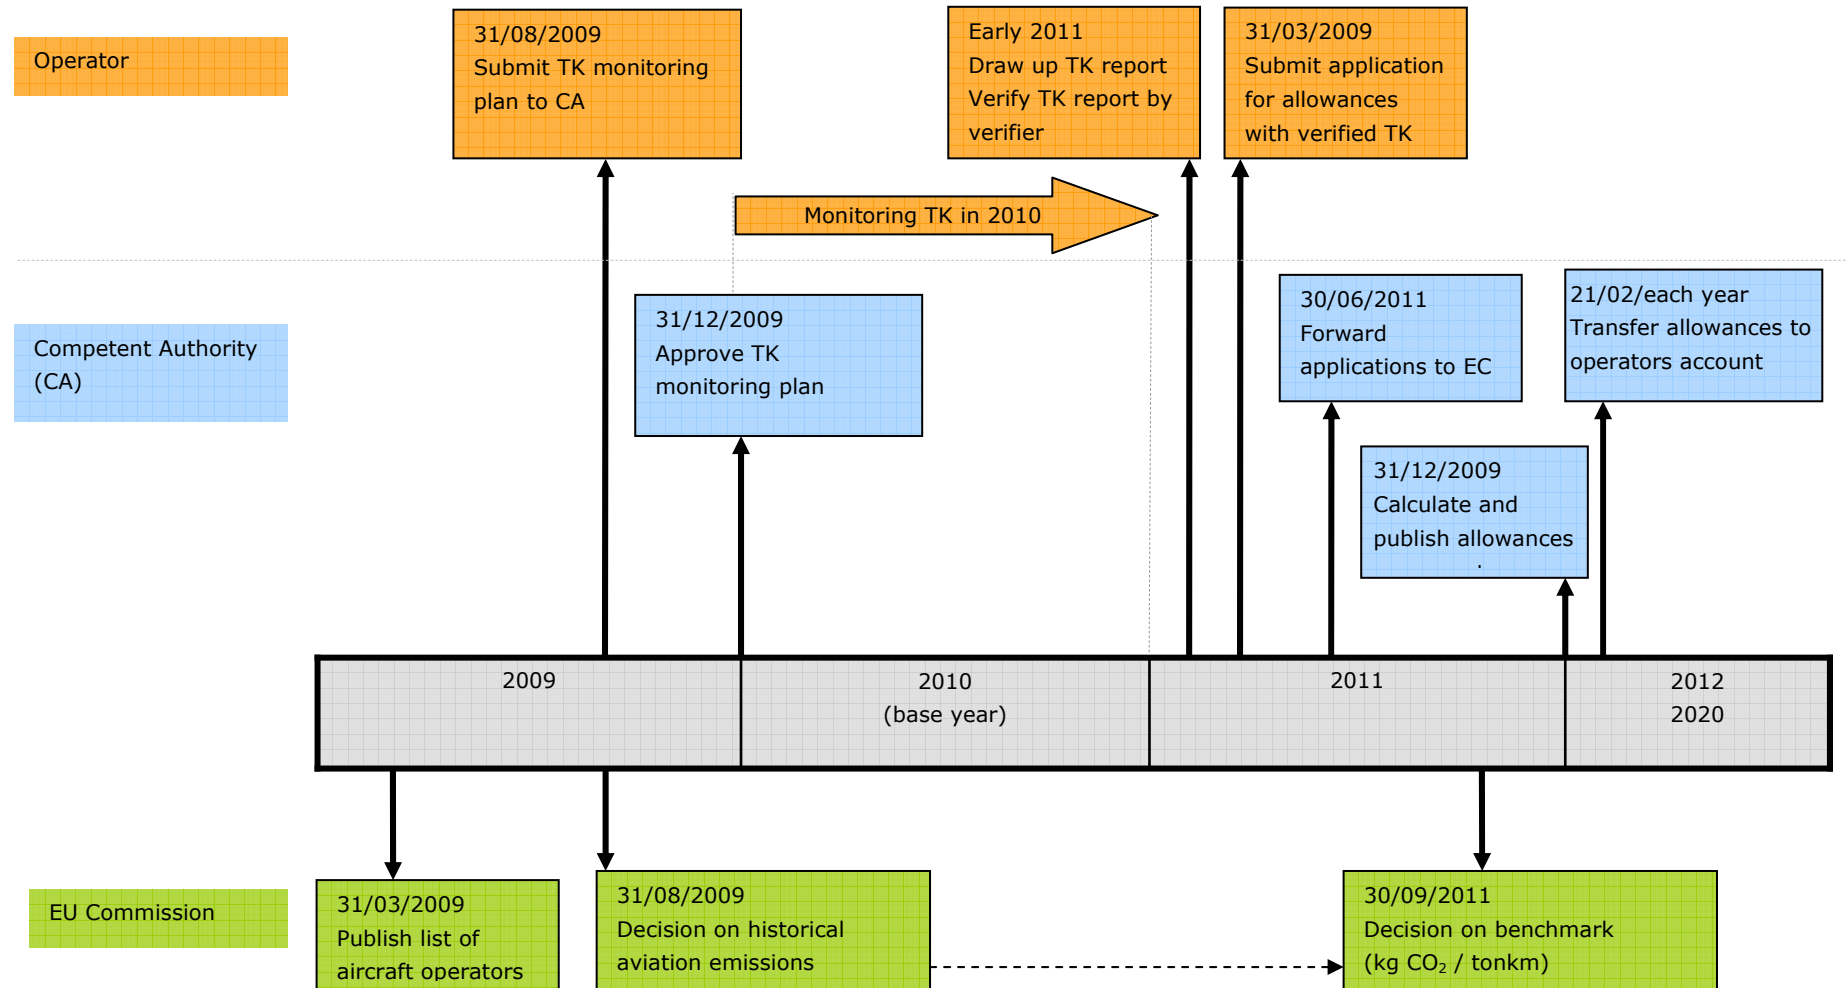 Operator
31/08/2009
Submit TK monitoring
plan to CA
Early 2011
Draw up TK report
Verify TK report by
verifier
31/03/2009
Submit application
for allowances
with verified TK
Monitoring TK in 2010
Competent Authority
(CA)
31/12/2009
Approve TK
monitoring plan
30/06/2011
Forward
applications to EC
21/02/each year
Transfer allowances to
operators account
31/12/2009
Calculate and
publish allowances
.
2009
2010
(base year)
2011
2012
2020
EU Commission
31/03/2009
Publish list of
aircraft operators
31/08/2009
Decision on historical
aviation emissions
30/09/2011
Decision on benchmark
(kg CO₂ / tonkm)